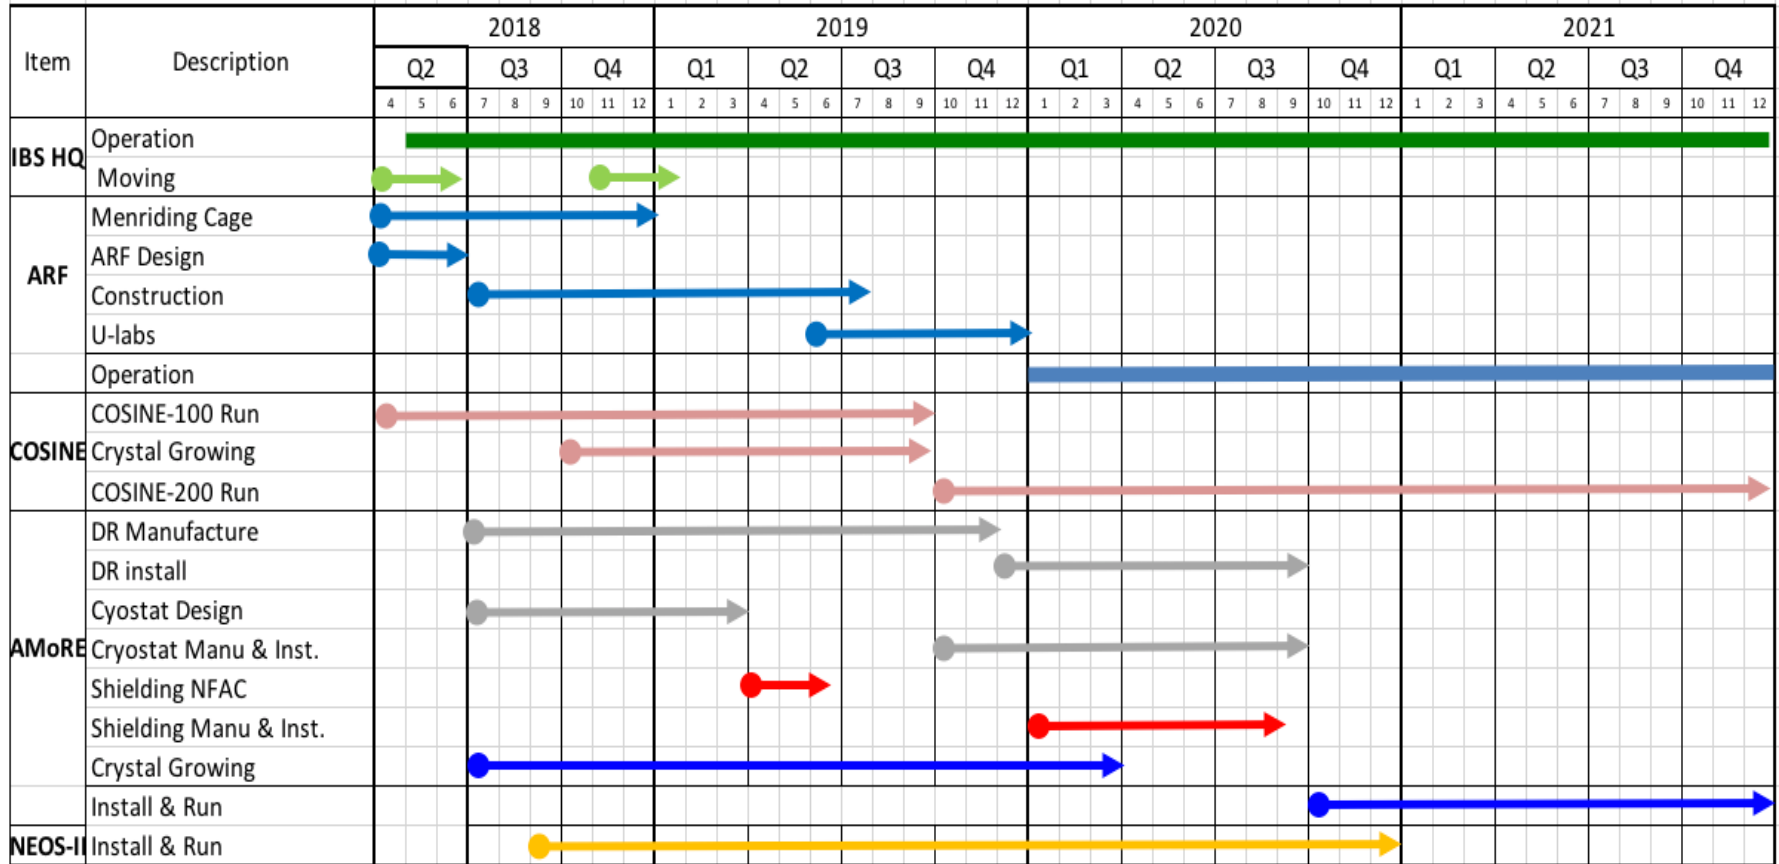 2018 2019 2020 2021
Item Description
Q2 Q3 Q4 Q1 Q2 Q3 Q4 Q1 Q2 Q3 Q4 Q1 Q2 Q3 Q4
4 5 6 7 8 9 10 11 12 1 2 3 4 5 6 7 8 9 10 11 12 1 2 3 4 5 6 7 8 9 10 11 12 1 2 3 4 5 6 7 8 9 10 11 12
IBS HQ
Operation
Moving
ARF
Menriding Cage
ARF Design
Construction
U-labs
Operation
COSINE
COSINE-100 Run
Crystal Growing
COSINE-200 Run
AMoRE
DR Manufacture
DR install
Cyostat Design
Cryostat Manu & Inst.
Shielding NFAC
Shielding Manu & Inst.
Crystal Growing
Install & Run
NEOS-II Install & Run